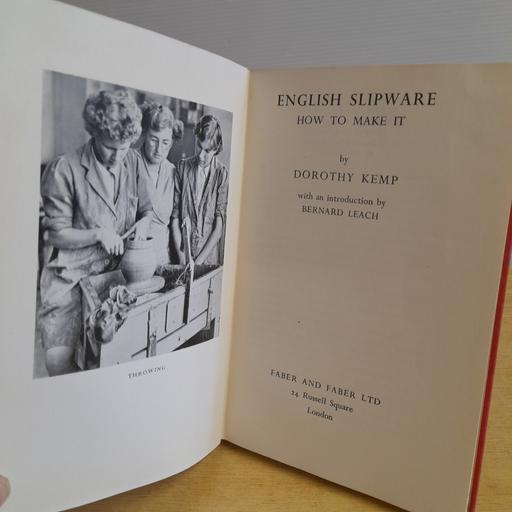 THROWING
ENGLISH SLIPWARE
HOW TO MAKE IT
by
DOROTHY KEMP
with an introduction by
BERNARD LEACH
FABER AND FABER LTD
24 Russell Square
London